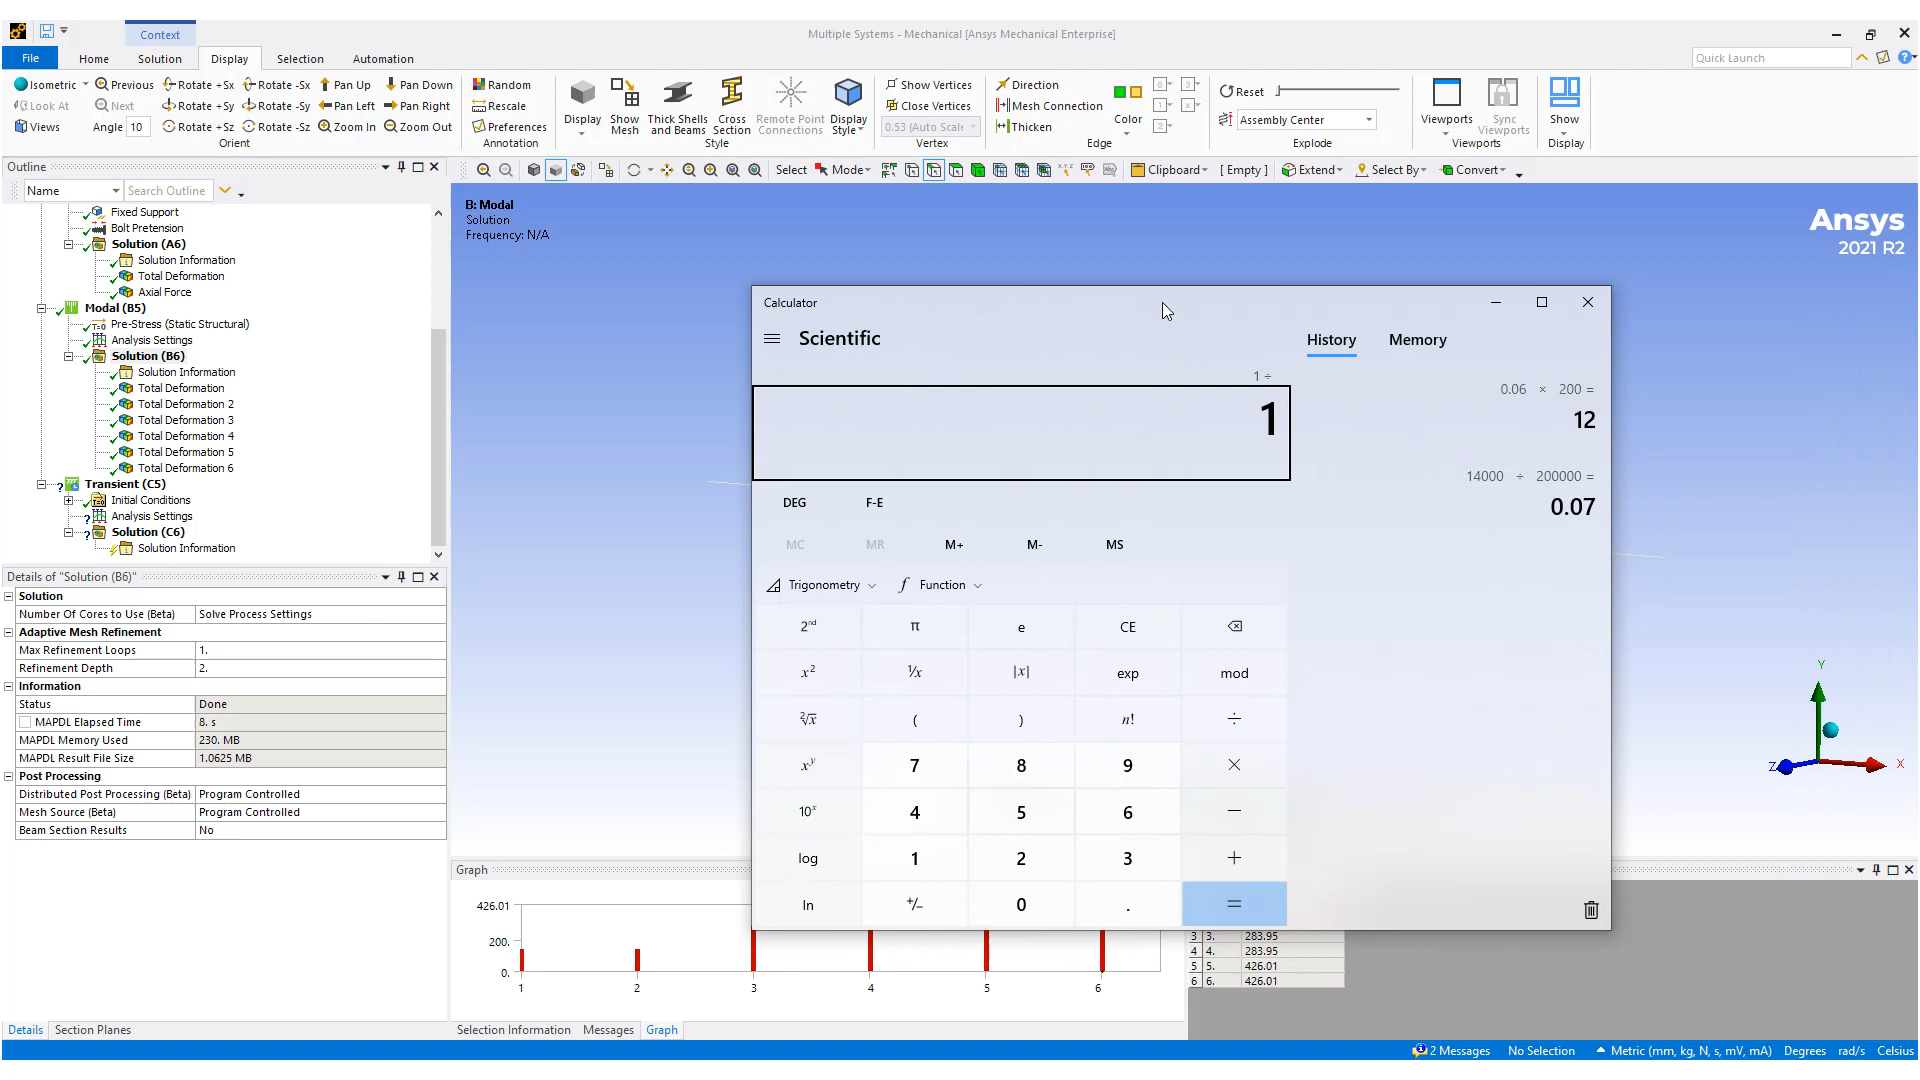 Multiple Systems - Mechanical [Ansys Mechanical Enterprise]
Context
File
Home
Solution
Display
Selection
Automation
Quick Launch
Isometric
Previous
Rotate +Sx
Rotate -Sx
Pan Up
Pan Down
Look At
Next
Rotate +Sy
Rotate -Sy
Pan Left
Pan Right
Views
Angle 10
Rotate +Sz
Rotate -Sz
Zoom In
Zoom Out
Orient
Random
Rescale
Preferences
Annotation
Display
Show Mesh
Thick Shells and Beams
Cross Section
Remote Point Connections
Display Style
Style
Show Vertices
Close Vertices
0.53 (Auto Scale
Vertex
Direction
Mesh Connection
Thicken
Color
Edge
Reset
Assembly Center
Explode
Viewports
Sync Viewports
Viewports
Show
Display
Outline
Name
Search Outline
Select
Mode
Clipboard
[ Empty ]
Extend
Select By
Convert
Fixed Support
Bolt Pretension
Solution (A6)
Solution Information
Total Deformation
Axial Force
Modal (B5)
Pre-Stress (Static Structural)
Analysis Settings
Solution (B6)
Solution Information
Total Deformation
Total Deformation 2
Total Deformation 3
Total Deformation 4
Total Deformation 5
Total Deformation 6
Transient (C5)
Initial Conditions
Analysis Settings
Solution (C6)
Solution Information
Details of "Solution (B6)"
Solution
Number Of Cores to Use (Beta) Solve Process Settings
Adaptive Mesh Refinement
Max Refinement Loops 1.
Refinement Depth 2.
Information
Status Done
MAPDL Elapsed Time 8. s
MAPDL Memory Used 230. MB
MAPDL Result File Size 1.0625 MB
Post Processing
Distributed Post Processing (Beta) Program Controlled
Mesh Source (Beta) Program Controlled
Beam Section Results No
Details
Section Planes
B: Modal
Solution
Frequency: N/A
Ansys
2021 R2
Calculator
Scientific
History
Memory
1 ÷
1
0.06 × 200 =
12
14000 ÷ 200000 =
0.07
DEG
F-E
MC
MR
M+
M-
MS
Trigonometry
f Function
2nd
π
e
CE
x2
1/x
|x|
exp
mod
2√x
(
)
n!
÷
xy
7
8
9
×
10x
4
5
6
−
log
1
2
3
+
ln
+/−
0
.
=
Y
Z
X
Graph
426.01
200.
0.
1
2
3
4
5
6
3 3. 283.95
4 4. 283.95
5 5. 426.01
6 6. 426.01
Selection Information
Messages
Graph
2 Messages
No Selection
Metric (mm, kg, N, s, mV, mA)
Degrees
rad/s
Celsius